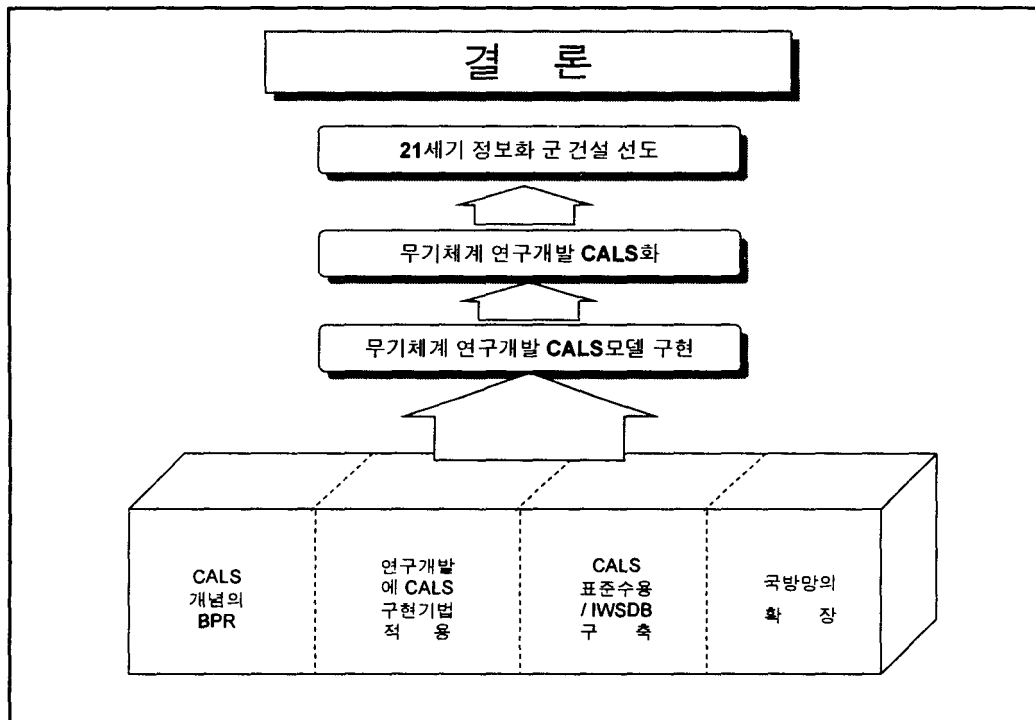 결 론
21세기 정보화 군 건설 선도
무기체계 연구개발 CALS화
무기체계 연구개발 CALS모델 구현
CALS
개념의
BPR
연구개발
에 CALS
구현기법
적 용
CALS
표준수용
/ IWSDB
구 축
국방망의
확 장